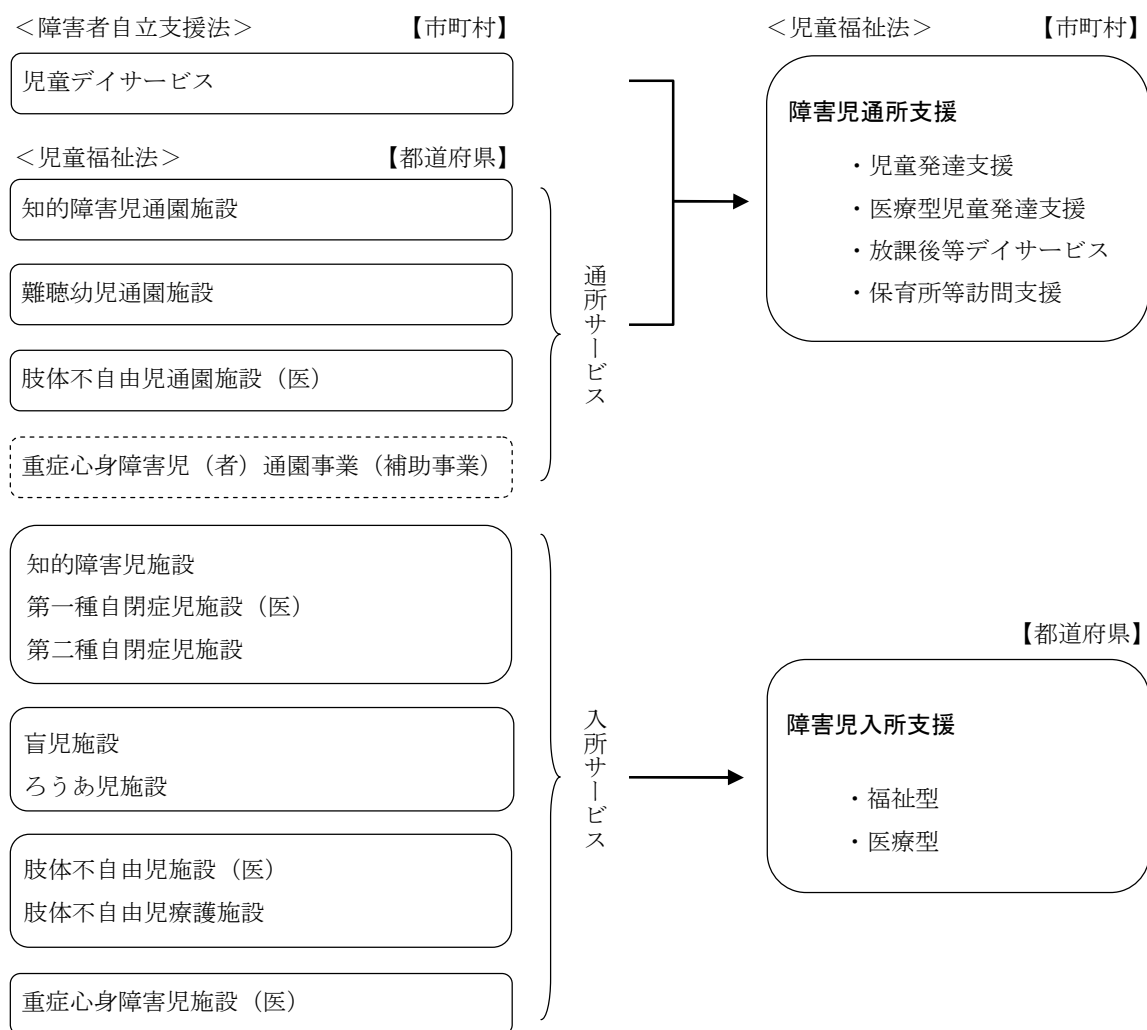 ＜障害者自立支援法＞　【市町村】
児童デイサービス
＜児童福祉法＞　【都道府県】
知的障害児通園施設
難聴幼児通園施設
肢体不自由児通園施設（医）
重症心身障害児（者）通園事業（補助事業）
通所サービス
知的障害児施設
第一種自閉症児施設（医）
第二種自閉症児施設
盲児施設
ろうあ児施設
肢体不自由児施設（医）
肢体不自由児療護施設
重症心身障害児施設（医）
入所サービス
＜児童福祉法＞　【市町村】
障害児通所支援
・児童発達支援
・医療型児童発達支援
・放課後等デイサービス
・保育所等訪問支援
【都道府県】
障害児入所支援
・福祉型
・医療型